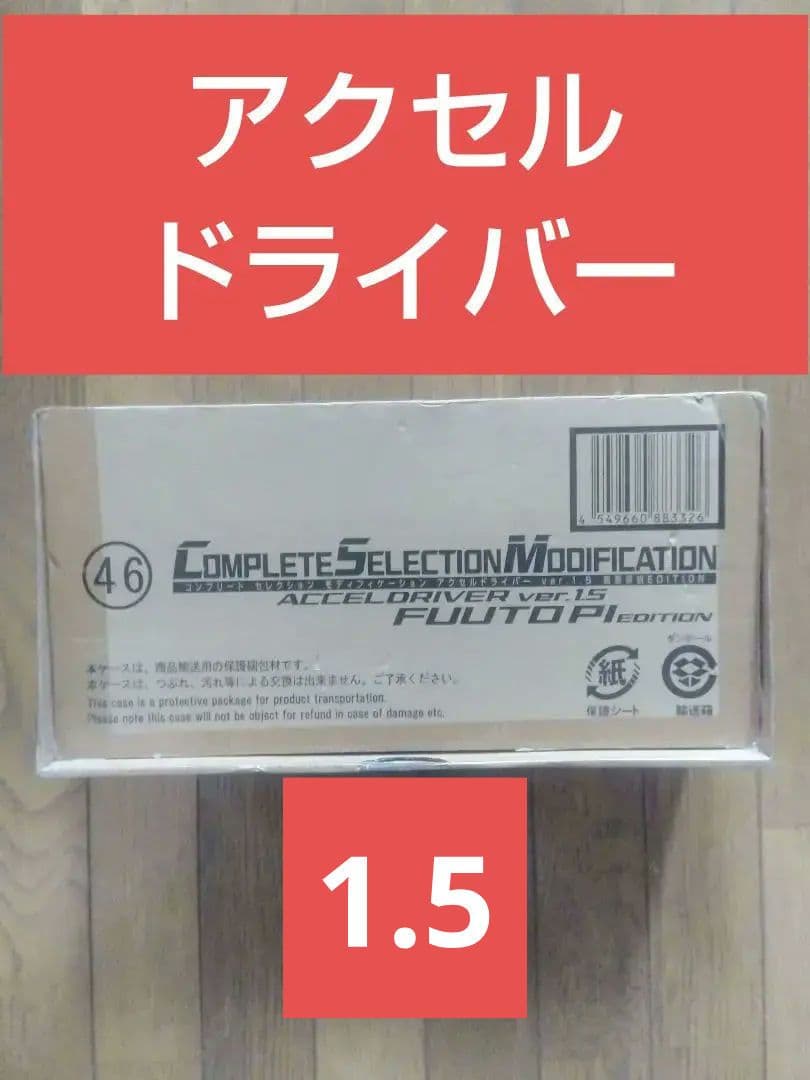 アクセル
ドライバー
4 549660 883326
46
COMPLETE SELECTION MODIFICATION
コンプリート セレクション モディフィケーション アクセルドライバー ver.1.5 風都探偵EDITION
ACCELDRIVER ver.1.5
FUUTO PI EDITION
本ケースは、商品輸送用の保護梱包材です。
本ケースは、つぶれ、汚れ等による交換は出来ません。ご了承ください。
This case is a protective package for product transportation.
Please note this case will not be object for refund in case of damage etc.
紙
保護シート
ダンボール
輸送箱
1.5